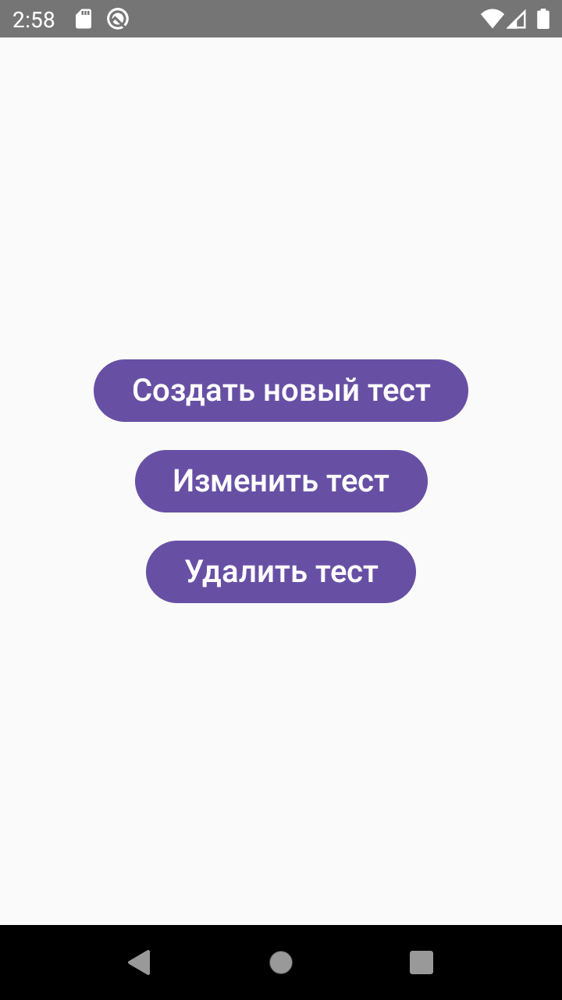 2:58
Создать новый тест
Изменить тест
Удалить тест